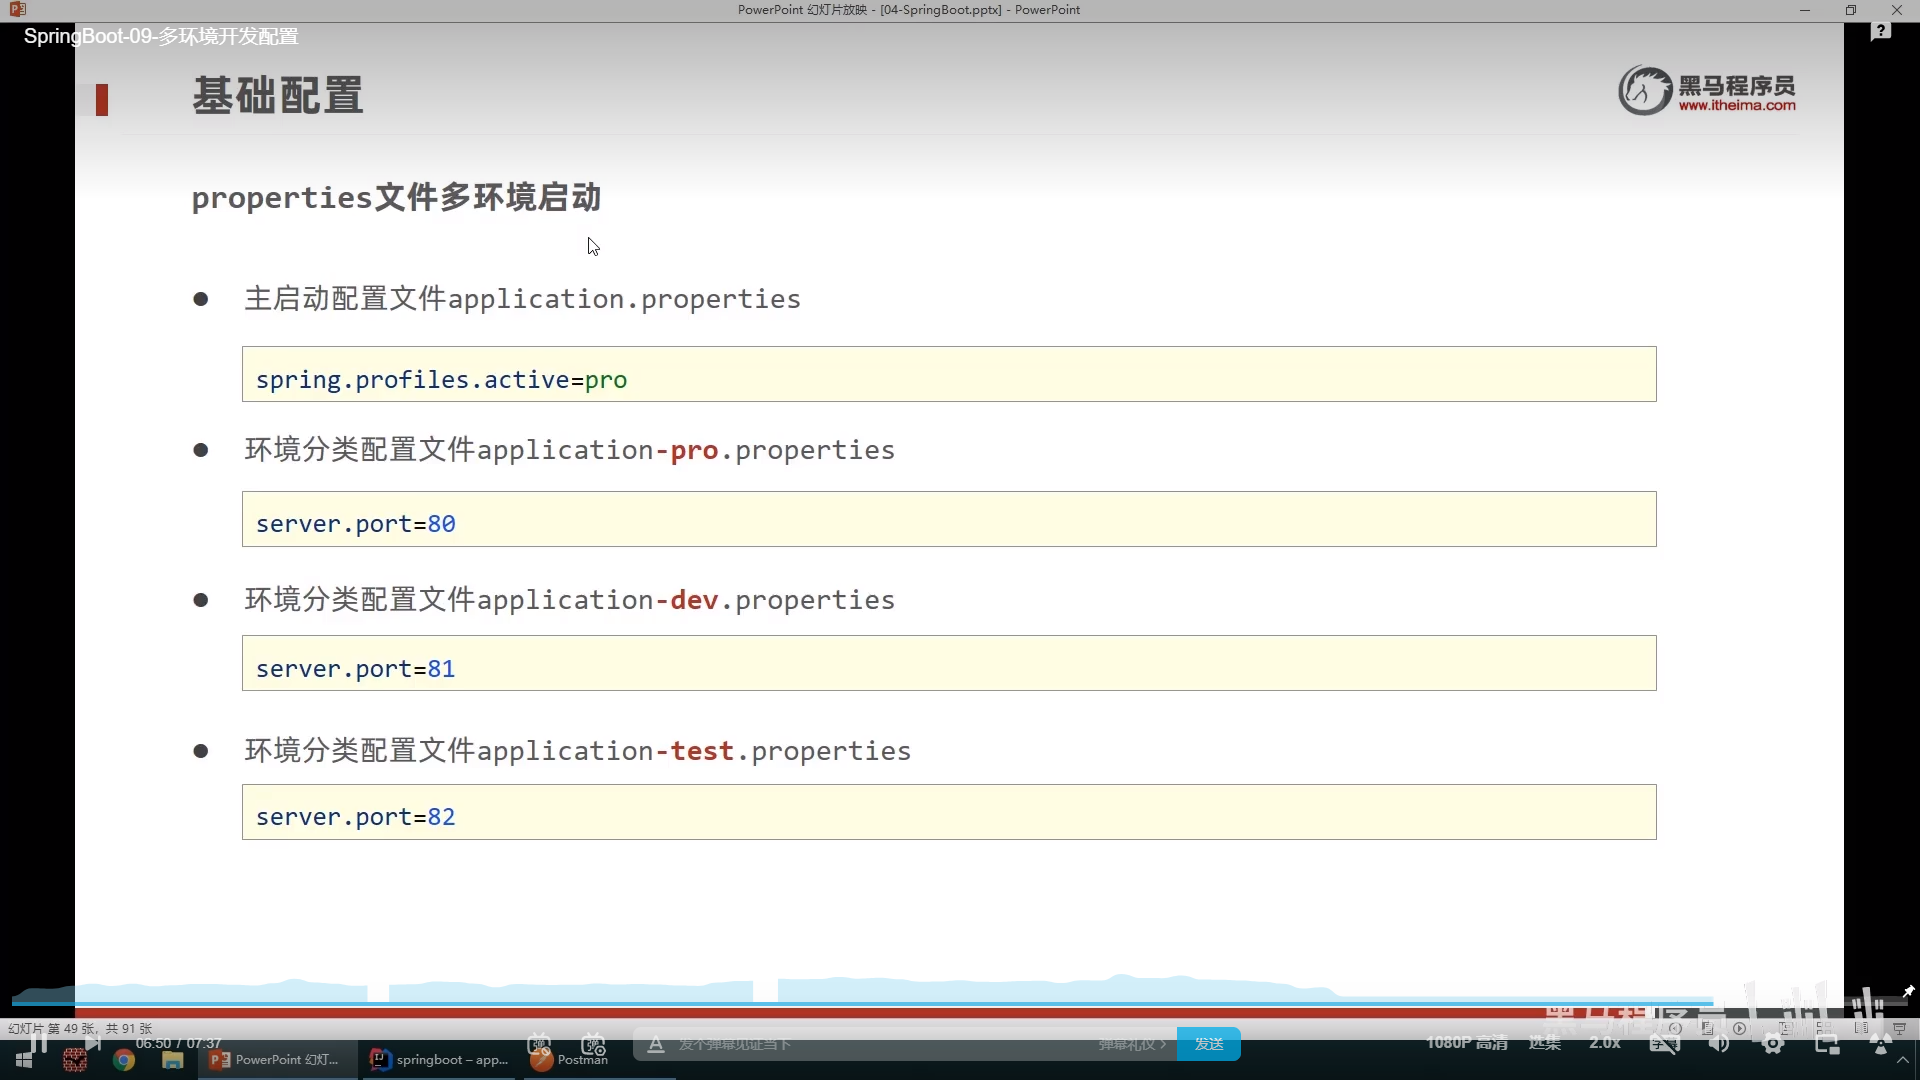 PowerPoint 幻灯片放映 - [04-SpringBoot.pptx] - PowerPoint
SpringBoot-09-多环境开发配置
?
基础配置
黑马程序员
www.itheima.com
properties文件多环境启动
主启动配置文件application.properties
spring.profiles.active=pro
环境分类配置文件application-pro.properties
server.port=80
环境分类配置文件application-dev.properties
server.port=81
环境分类配置文件application-test.properties
server.port=82
幻灯片 第 49 张，共 91 张
06:50 / 07:37
发个弹幕见证当下
弹幕礼仪 >
发送
1080P 高清
选集
2.0x
PowerPoint 幻灯...
springboot – app...
Postman